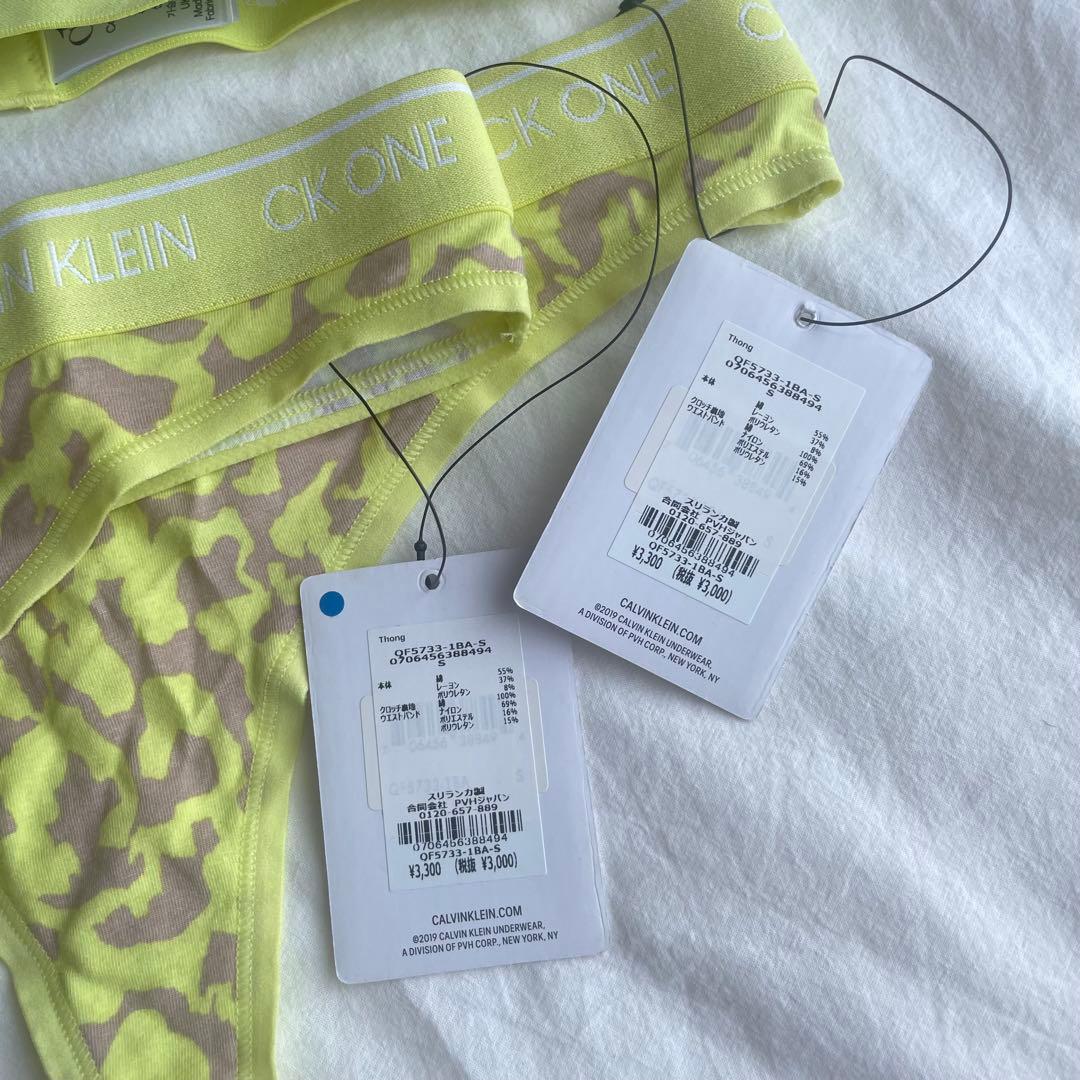 CK ONE
CK ONE
IN KLEIN
Thong
QF5733-1BA-S
0706456388494
S
本体 綿 55%
レーヨン 37%
ポリウレタン 8%
クロッチ裏地 綿 100%
ウエストバンド ナイロン 69%
ポリエステル 16%
ポリウレタン 15%
スリランカ製
合同会社 PVHジャパン
0120-657-889
0706456388494
QF5733-1BA-S
¥3,300 (税抜 ¥3,000)
CALVINKLEIN.COM
©2019 CALVIN KLEIN UNDERWEAR,
A DIVISION OF PVH CORP., NEW YORK, NY
Thong
QF5733-1BA-S
0706456388494
S
本体 綿 55%
レーヨン 37%
ポリウレタン 8%
クロッチ裏地 綿 100%
ウエストバンド ナイロン 69%
ポリエステル 16%
ポリウレタン 15%
スリランカ製
合同会社 PVHジャパン
0120-657-889
0706456388494
QF5733-1BA-S
¥3,300 (税抜 ¥3,000)
CALVINKLEIN.COM
©2019 CALVIN KLEIN UNDERWEAR,
A DIVISION OF PVH CORP., NEW YORK, NY